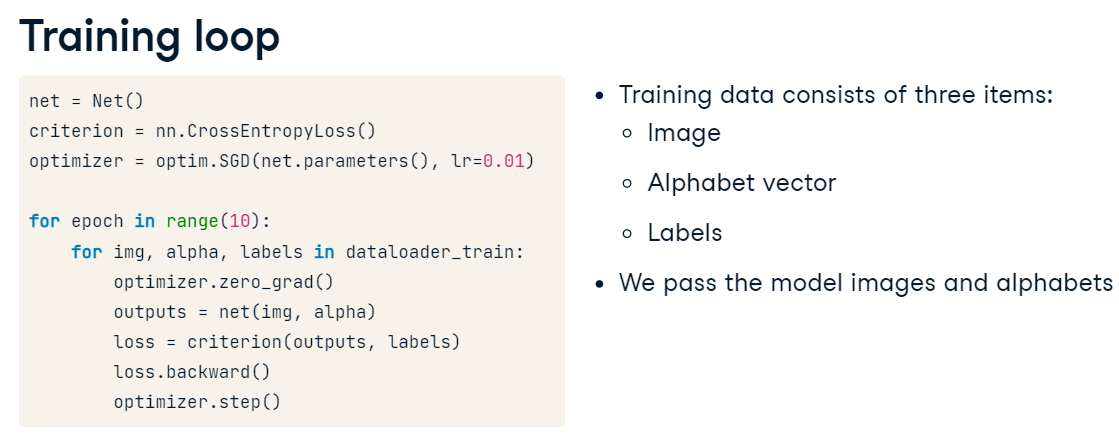 Training loop
net = Net()
criterion = nn.CrossEntropyLoss()
optimizer = optim.SGD(net.parameters(), lr=0.01)
for epoch in range(10):
    for img, alpha, labels in dataloader_train:
        optimizer.zero_grad()
        outputs = net(img, alpha)
        loss = criterion(outputs, labels)
        loss.backward()
        optimizer.step()
• Training data consists of three items:
◦ Image
◦ Alphabet vector
◦ Labels
• We pass the model images and alphabets